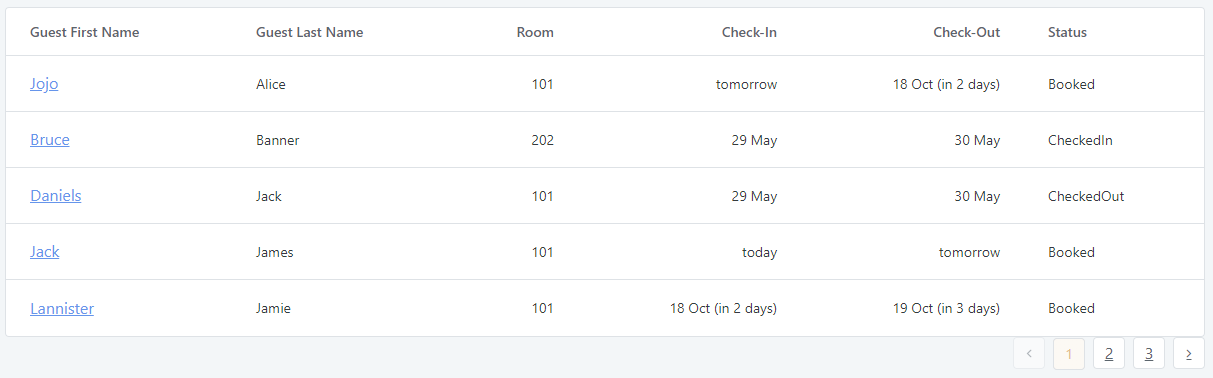 Guest First Name Guest Last Name Room Check-In Check-Out Status
Jojo Alice 101 tomorrow 18 Oct (in 2 days) Booked
Bruce Banner 202 29 May 30 May CheckedIn
Daniels Jack 101 29 May 30 May CheckedOut
Jack James 101 today tomorrow Booked
Lannister Jamie 101 18 Oct (in 2 days) 19 Oct (in 3 days) Booked
‹ 1 2 3 ›